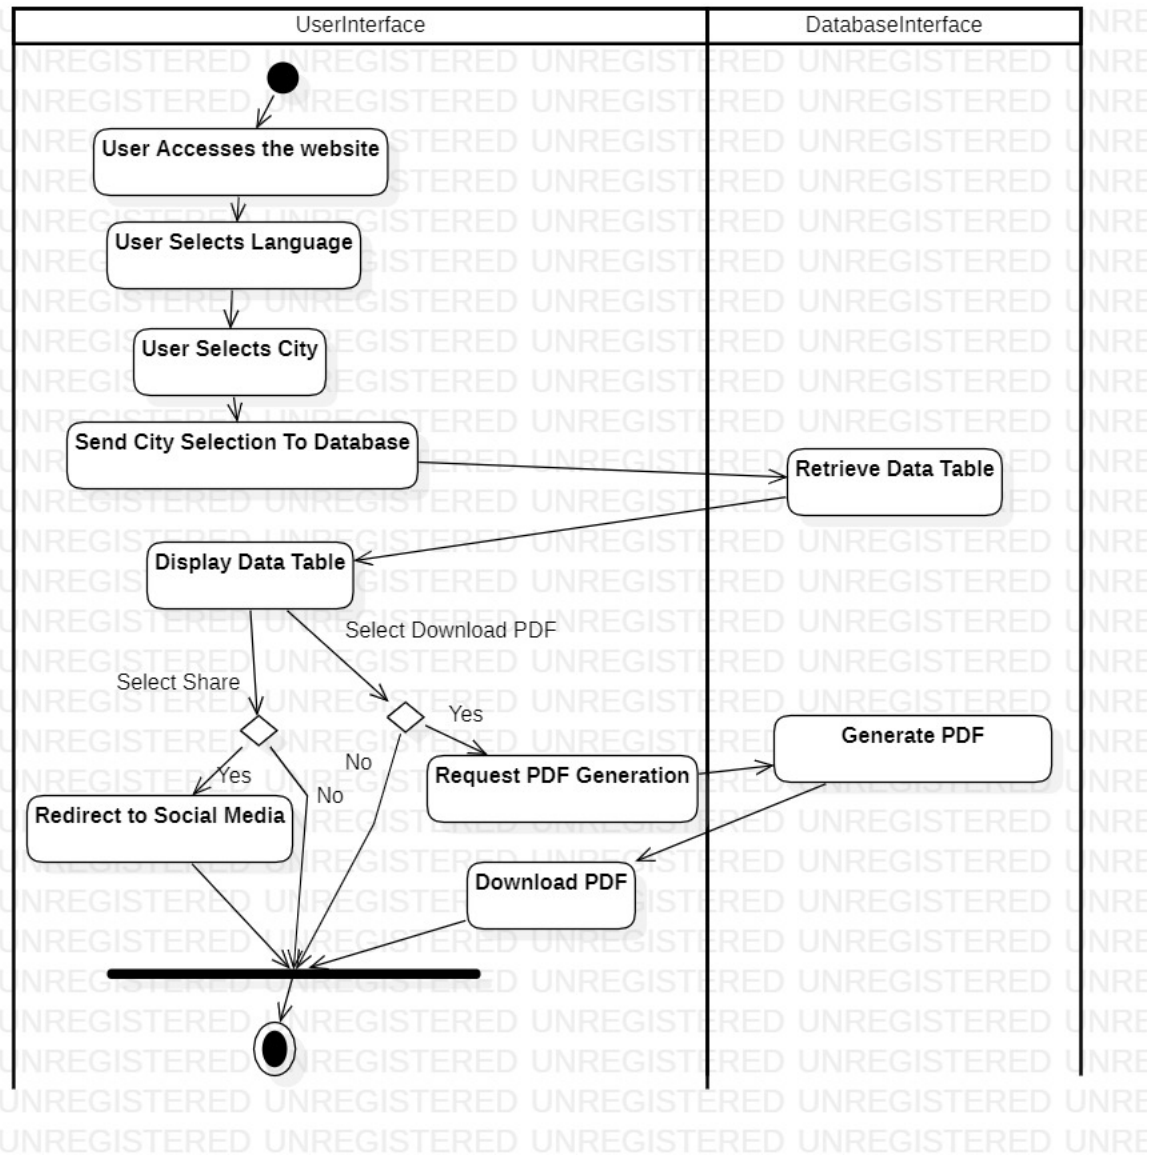 UserInterface
DatabaseInterface
User Accesses the website
User Selects Language
User Selects City
Send City Selection To Database
Retrieve Data Table
Display Data Table
Select Download PDF
Select Share
Yes
Generate PDF
No
Yes
Request PDF Generation
No
Redirect to Social Media
Download PDF
UNREGISTERED